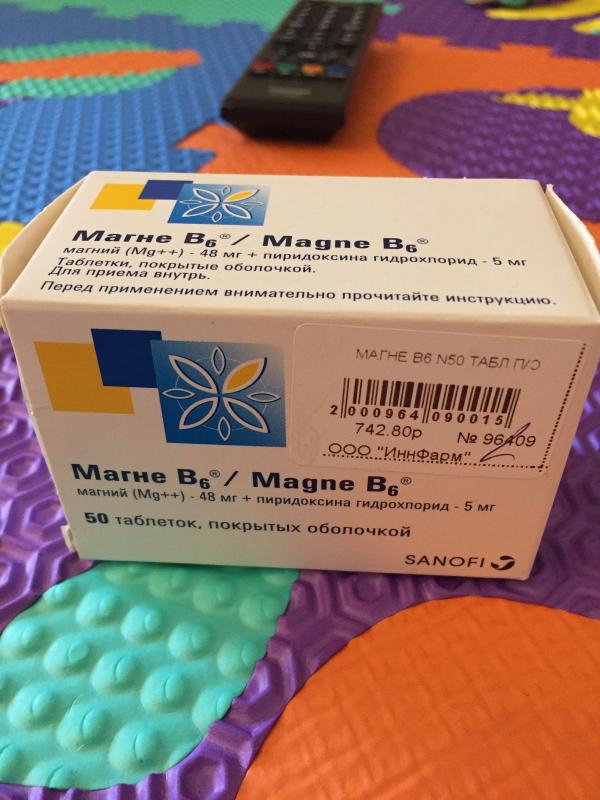 Магне B6® / Magne B6®
магний (Mg++) - 48 мг + пиридоксина гидрохлорид - 5 мг
Таблетки, покрытые оболочкой.
Для приема внутрь.
Перед применением внимательно прочитайте инструкцию.
МАГНЕ В6 N50 ТАБЛ П/О
2 000964 090015
742.80р № 96409
ООО "ИннФарм"
Магне B6® / Magne B6®
магний (Mg++) - 48 мг + пиридоксина гидрохлорид - 5 мг
50 таблеток, покрытых оболочкой
SANOFI